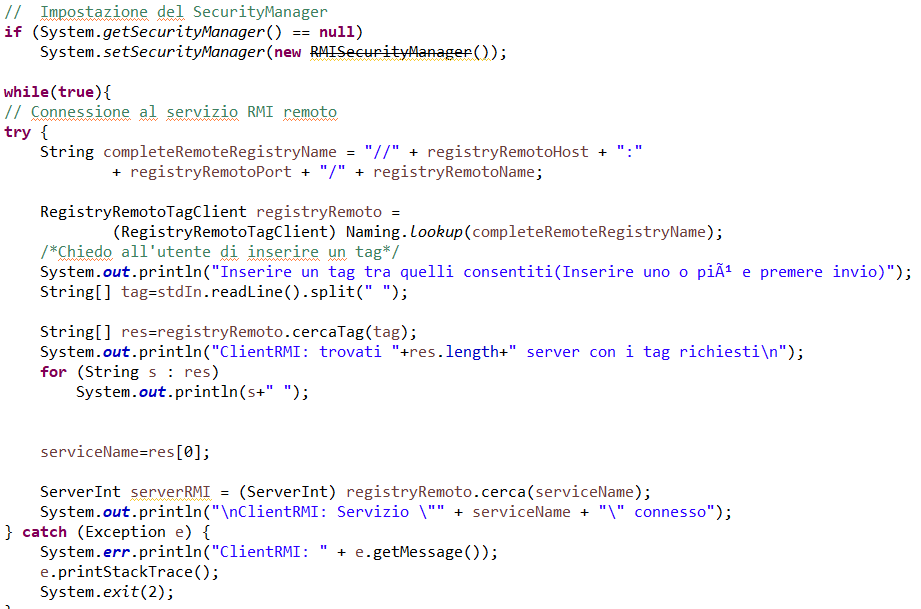 //  Impostazione del SecurityManager
if (System.getSecurityManager() == null)
    System.setSecurityManager(new RMISecurityManager());
while(true){
// Connessione al servizio RMI remoto
try {
    String completeRemoteRegistryName = "//" + registryRemotoHost + ":"
            + registryRemotoPort + "/" + registryRemotoName;
    RegistryRemotoTagClient registryRemoto =
            (RegistryRemotoTagClient) Naming.lookup(completeRemoteRegistryName);
    /*Chiedo all'utente di inserire un tag*/
    System.out.println("Inserire un tag tra quelli consentiti(Inserire uno o piÃ¹ e premere invio)");
    String[] tag=stdIn.readLine().split(" ");
    String[] res=registryRemoto.cercaTag(tag);
    System.out.println("ClientRMI: trovati "+res.length+" server con i tag richiesti\n");
    for (String s : res)
        System.out.println(s+" ");
    serviceName=res[0];
    ServerInt serverRMI = (ServerInt) registryRemoto.cerca(serviceName);
    System.out.println("\nClientRMI: Servizio \"" + serviceName + "\" connesso");
} catch (Exception e) {
    System.err.println("ClientRMI: " + e.getMessage());
    e.printStackTrace();
    System.exit(2);
}